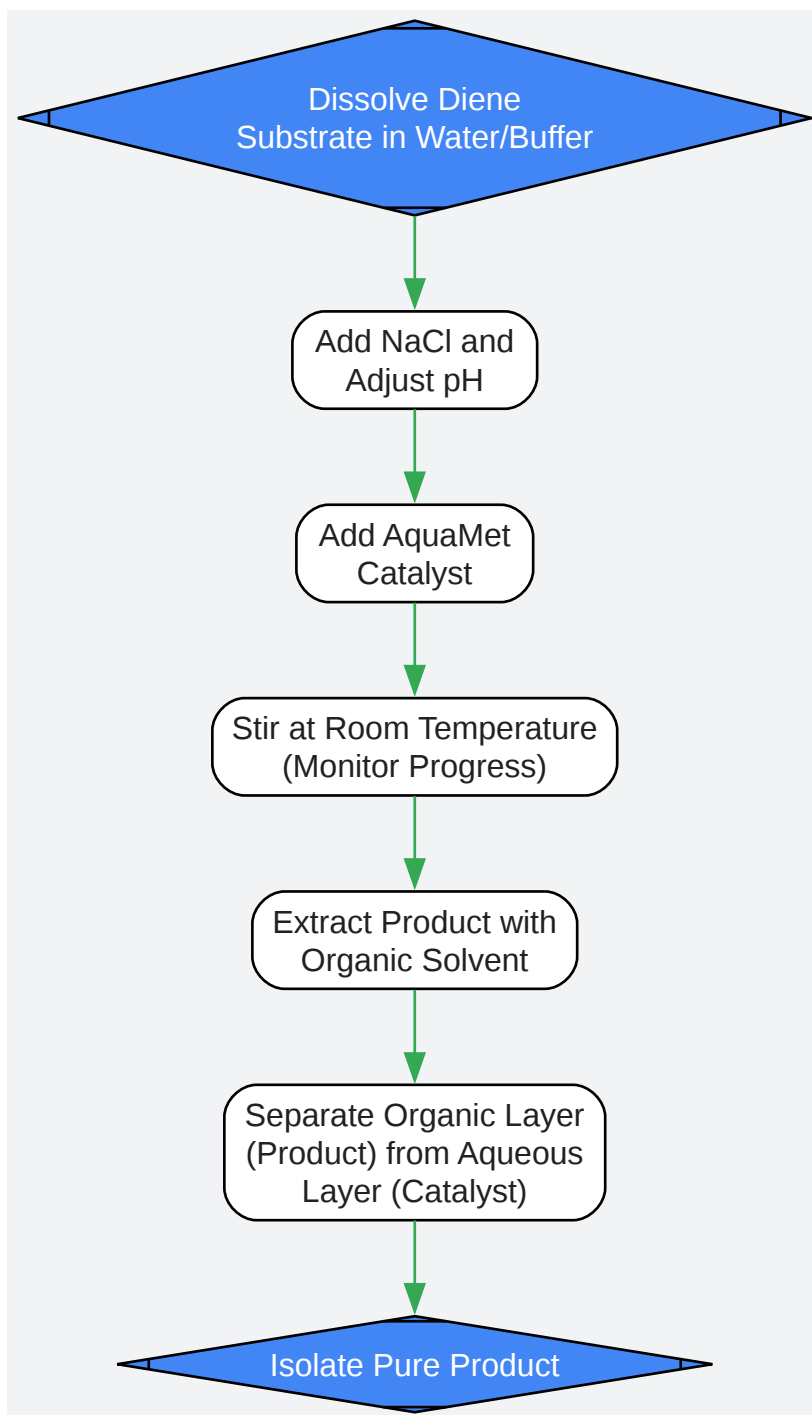 Dissolve Diene
Substrate in Water/Buffer
Add NaCl and
Adjust pH
Add AquaMet
Catalyst
Stir at Room Temperature
(Monitor Progress)
Extract Product with
Organic Solvent
Separate Organic Layer
(Product) from Aqueous
Layer (Catalyst)
Isolate Pure Product